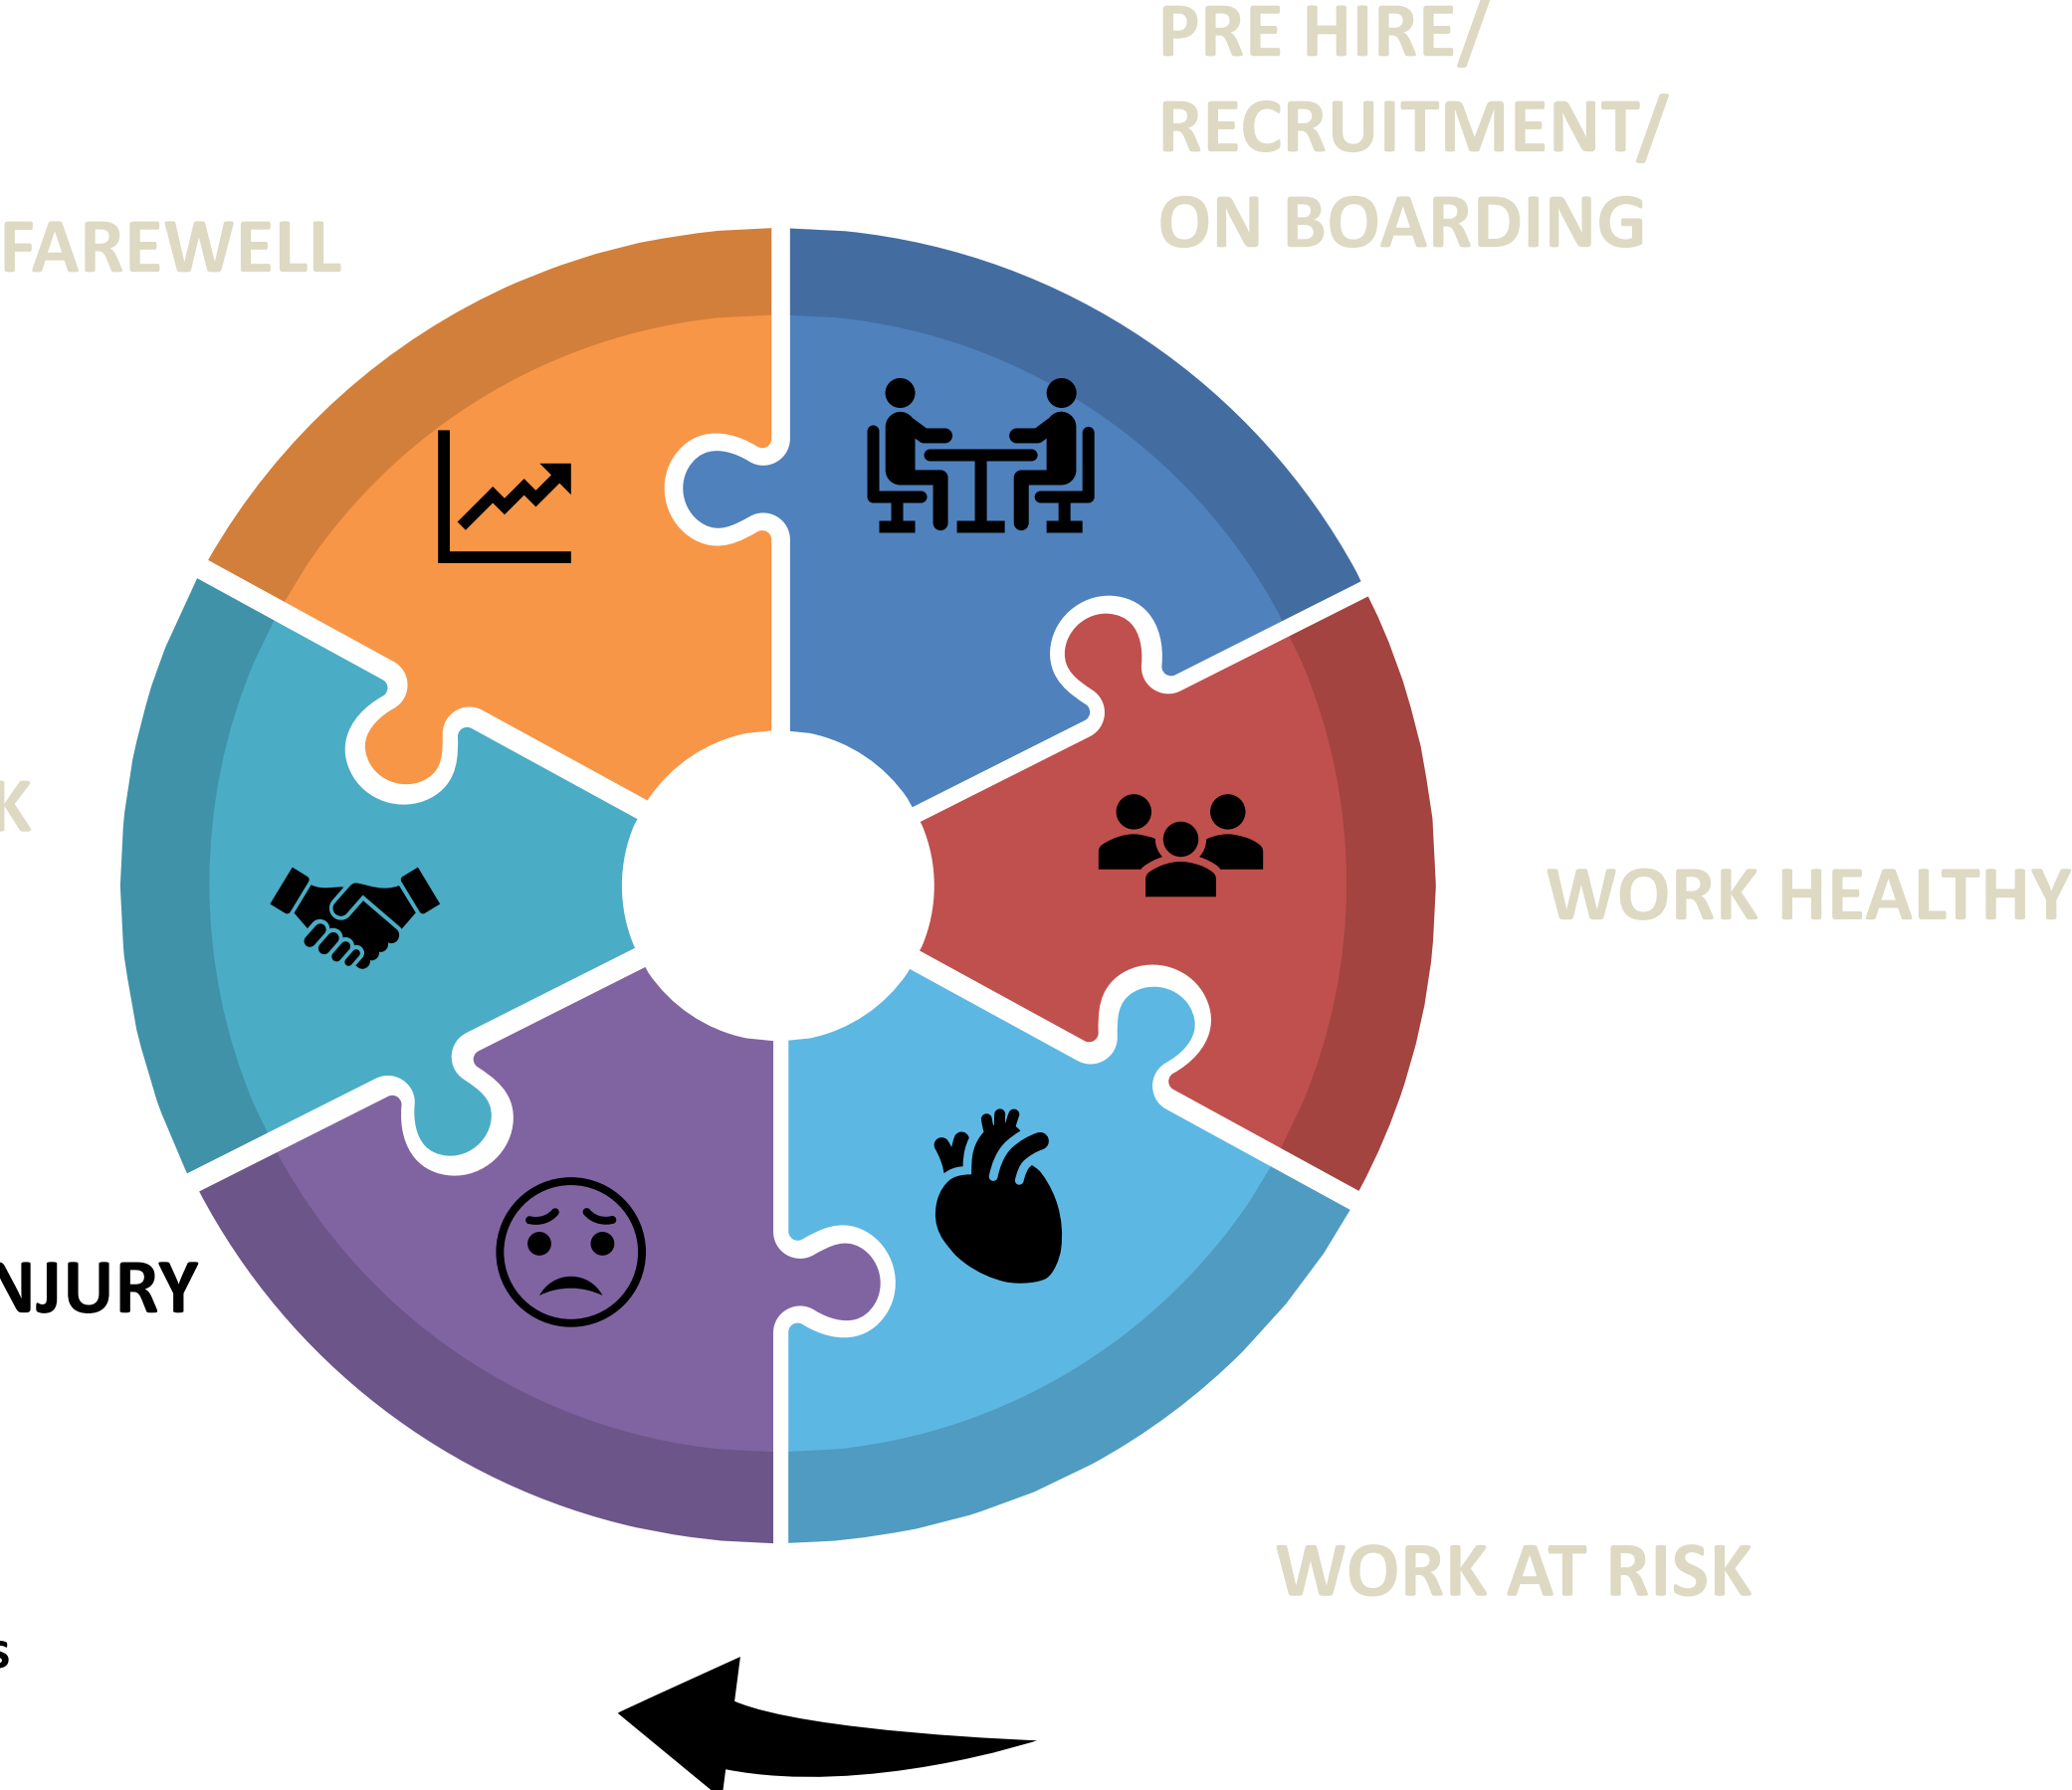 PRE HIRE/
RECRUITMENT/
ON BOARDING
FAREWELL
K
WORK HEALTHY
NJURY
WORK AT RISK
s